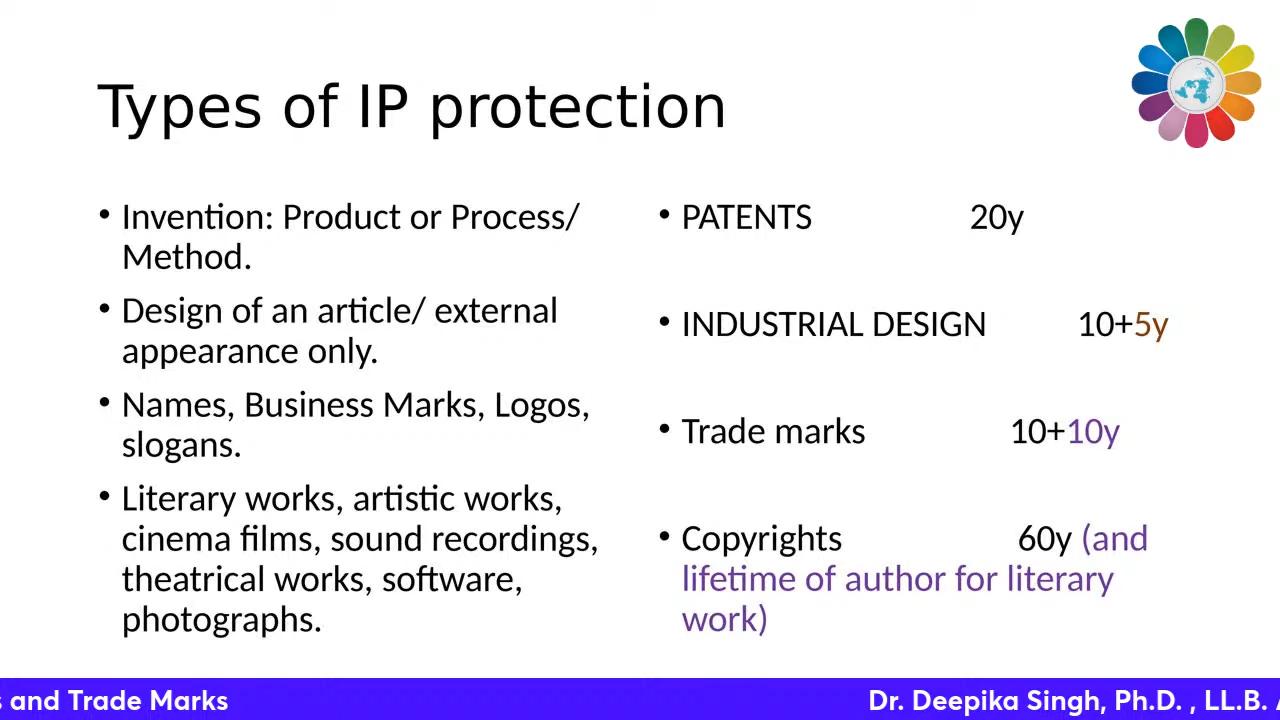 Types of IP protection
• Invention: Product or Process/
Method.
• Design of an article/ external
appearance only.
• Names, Business Marks, Logos,
slogans.
• Literary works, artistic works,
cinema films, sound recordings,
theatrical works, software,
photographs.
• PATENTS 20y
• INDUSTRIAL DESIGN 10+5y
• Trade marks 10+10y
• Copyrights 60y (and
lifetime of author for literary
work)
and Trade Marks
Dr. Deepika Singh, Ph.D. , LL.B.